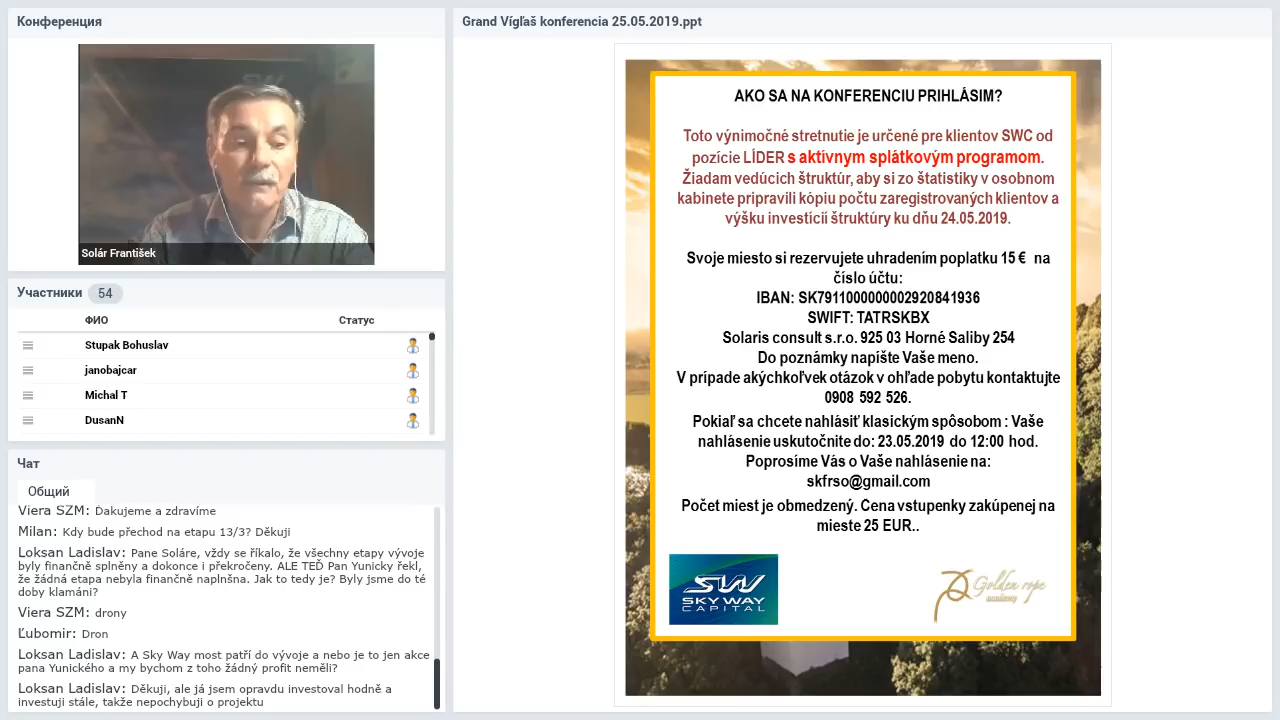 Конференция
Solár František
Участники 54
ФИО Статус
Stupak Bohuslav
janobajcar
Michal T
DusanN
Чат
Общий
Viera SZM: Ďakujeme a zdravíme
Milan: Kdy bude přechod na etapu 13/3? Děkuji
Loksan Ladislav: Pane Soláre, vždy se říkalo, že všechny etapy vývoje
byly finančně splněny a dokonce i překročeny. ALE TEĎ Pan Yunicky řekl,
že žádná etapa nebyla finančně naplnšna. Jak to tedy je? Byly jsme do té
doby klamáni?
Viera SZM: drony
Ľubomir: Dron
Loksan Ladislav: A Sky Way most patří do vývoje a nebo je to jen akce
pana Yunického a my bychom z toho žádný profit neměli?
Loksan Ladislav: Děkuji, ale já jsem opravdu investoval hodně a
investuji stále, takže nepochybuji o projektu
Grand Vígľaš konferencia 25.05.2019.ppt
AKO SA NA KONFERENCIU PRIHLÁSIM?
Toto výnimočné stretnutie je určené pre klientov SWC od
pozície LÍDER s aktívnym splátkovým programom.
Žiadam vedúcich štruktúr, aby si zo štatistiky v osobnom
kabinete pripravili kópiu počtu zaregistrovaných klientov a
výšku investícií štruktúry ku dňu 24.05.2019.
Svoje miesto si rezervujete uhradením poplatku 15 € na
číslo účtu:
IBAN: SK7911000000002920841936
SWIFT: TATRSKBX
Solaris consult s.r.o. 925 03 Horné Saliby 254
Do poznámky napíšte Vaše meno.
V prípade akýchkoľvek otázok v ohľade pobytu kontaktujte
0908 592 526.
Pokiaľ sa chcete nahlásiť klasickým spôsobom : Vaše
nahlásenie uskutočnite do: 23.05.2019 do 12:00 hod.
Poprosíme Vás o Vaše nahlásenie na:
skfrso@gmail.com
Počet miest je obmedzený. Cena vstupenky zakúpenej na
mieste 25 EUR..
SW
SKYWAY
CAPITAL
Golden rope
academy